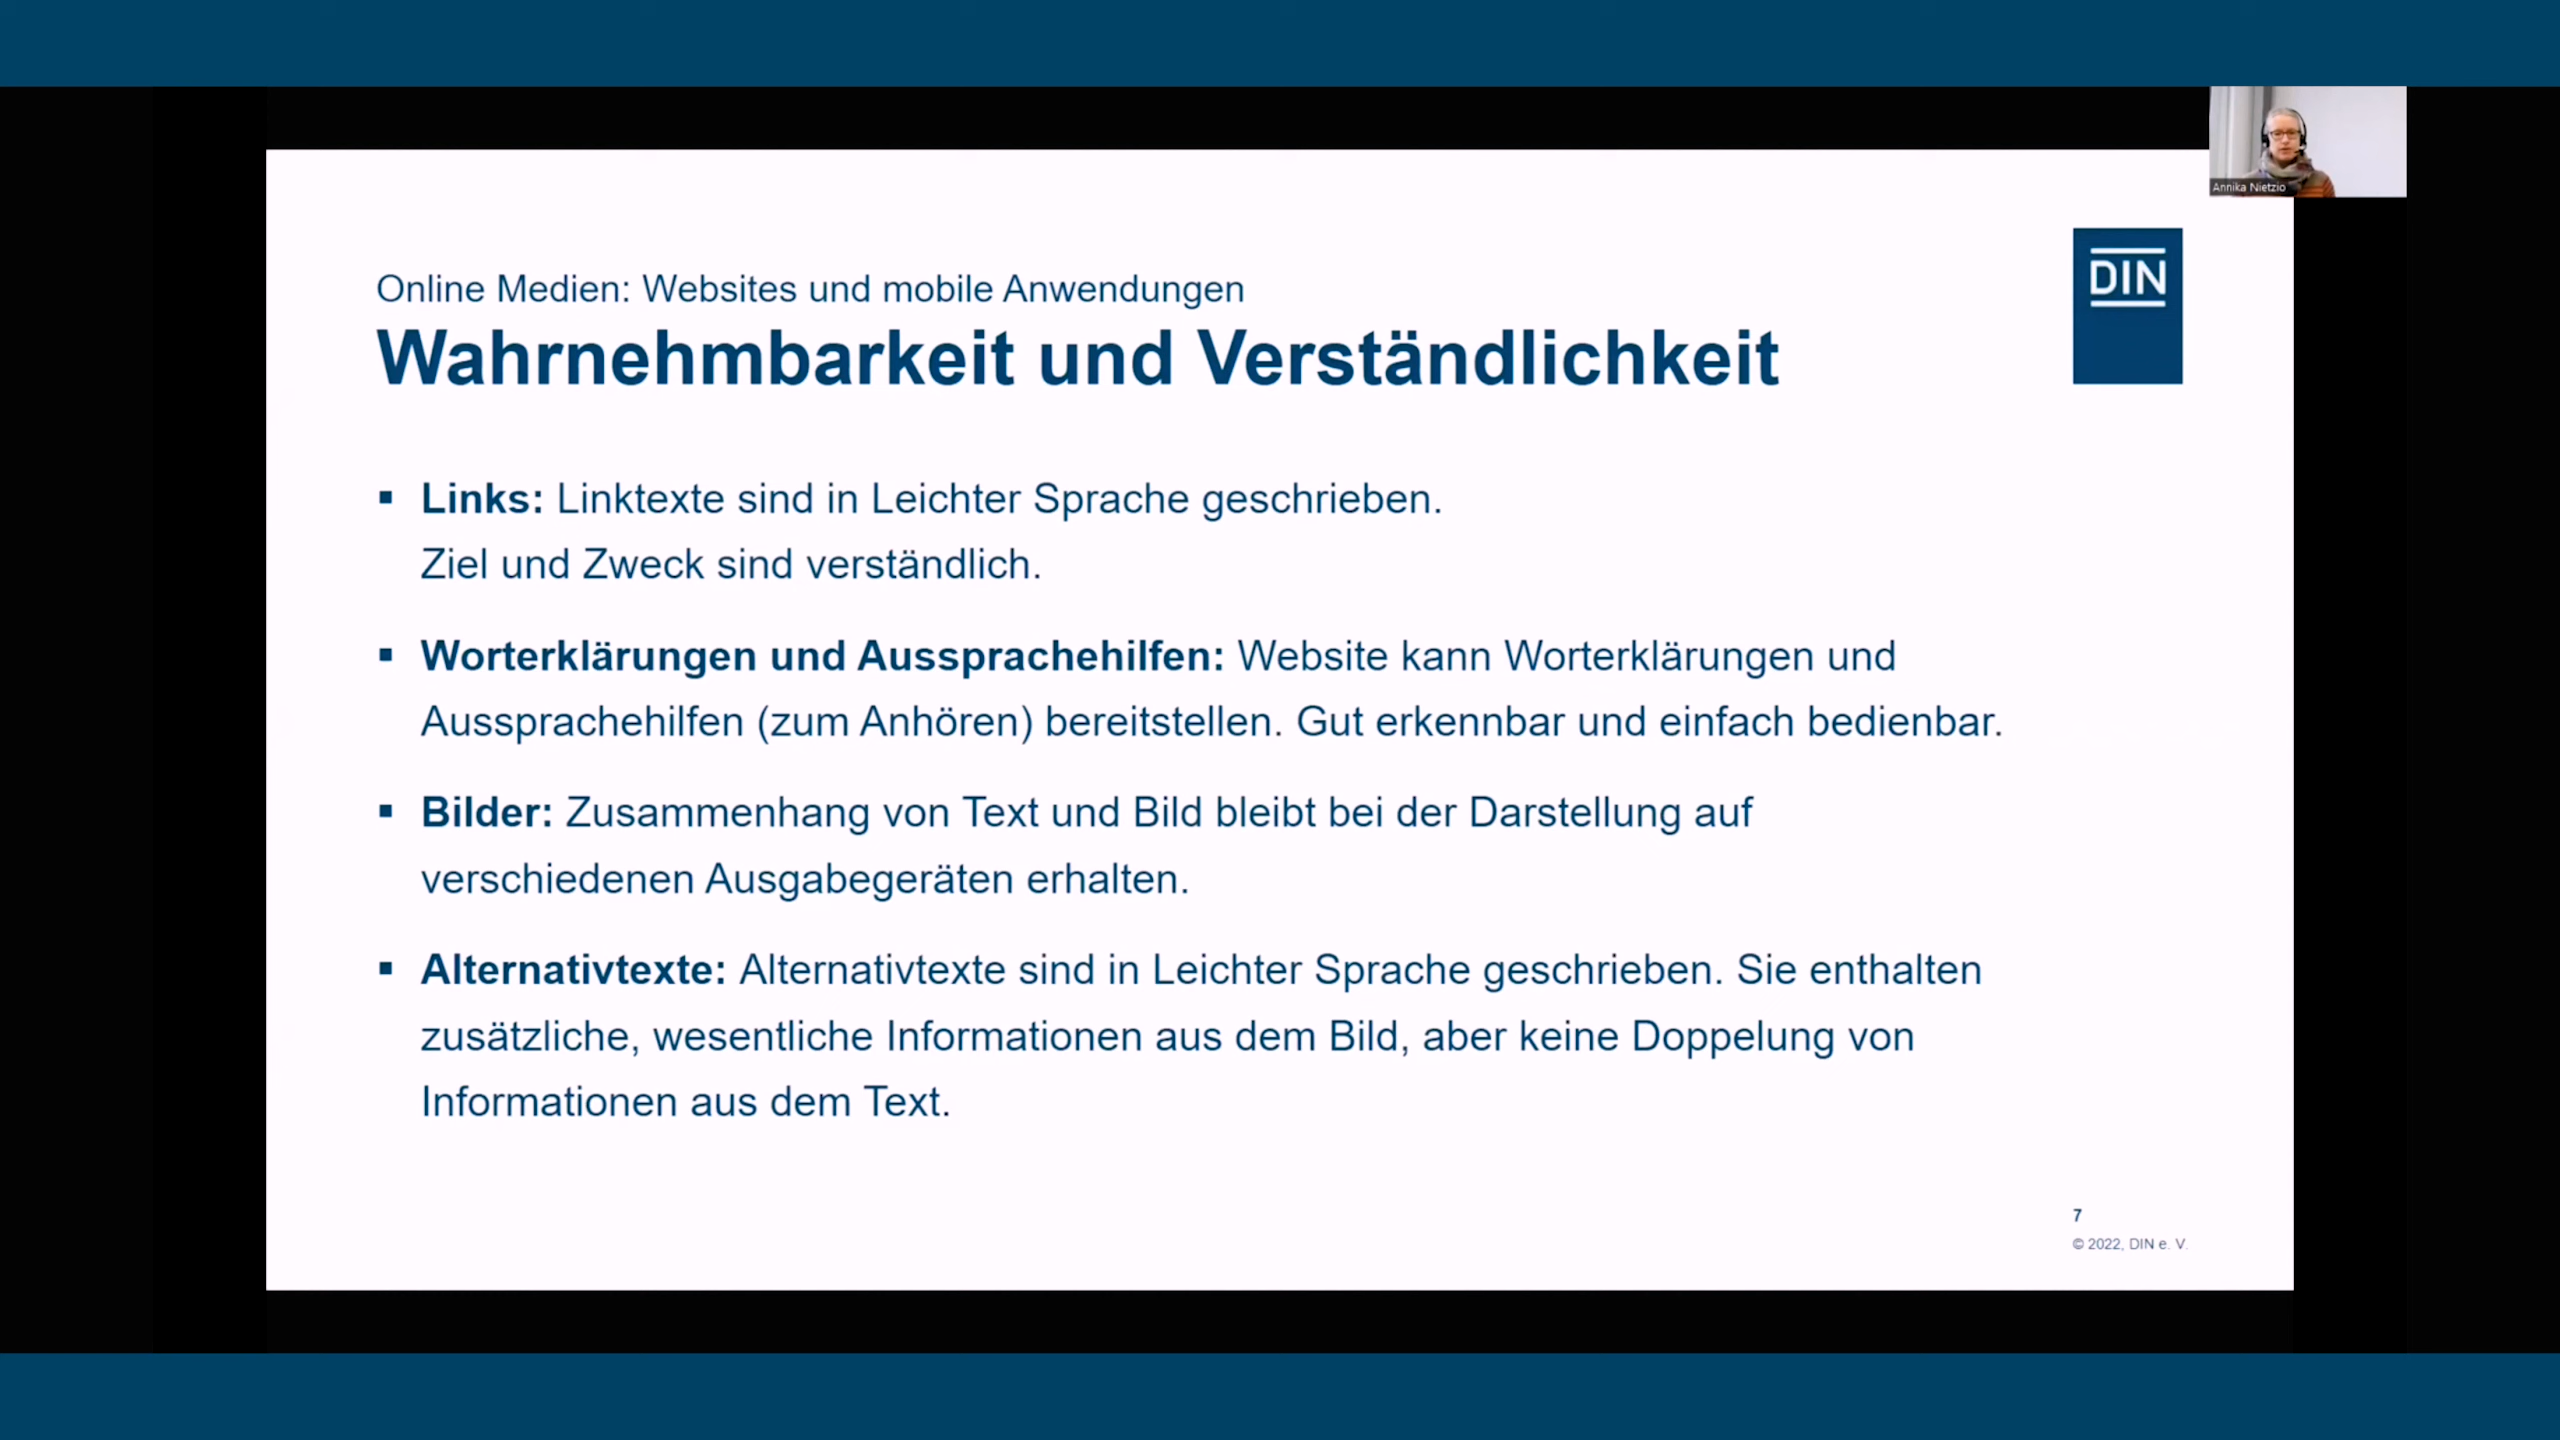 Annika Nietzio
DIN
Online Medien: Websites und mobile Anwendungen
Wahrnehmbarkeit und Verständlichkeit
▪ Links: Linktexte sind in Leichter Sprache geschrieben.
Ziel und Zweck sind verständlich.
▪ Worterklärungen und Aussprachehilfen: Website kann Worterklärungen und
Aussprachehilfen (zum Anhören) bereitstellen. Gut erkennbar und einfach bedienbar.
▪ Bilder: Zusammenhang von Text und Bild bleibt bei der Darstellung auf
verschiedenen Ausgabegeräten erhalten.
▪ Alternativtexte: Alternativtexte sind in Leichter Sprache geschrieben. Sie enthalten
zusätzliche, wesentliche Informationen aus dem Bild, aber keine Doppelung von
Informationen aus dem Text.
7
© 2022, DIN e. V.